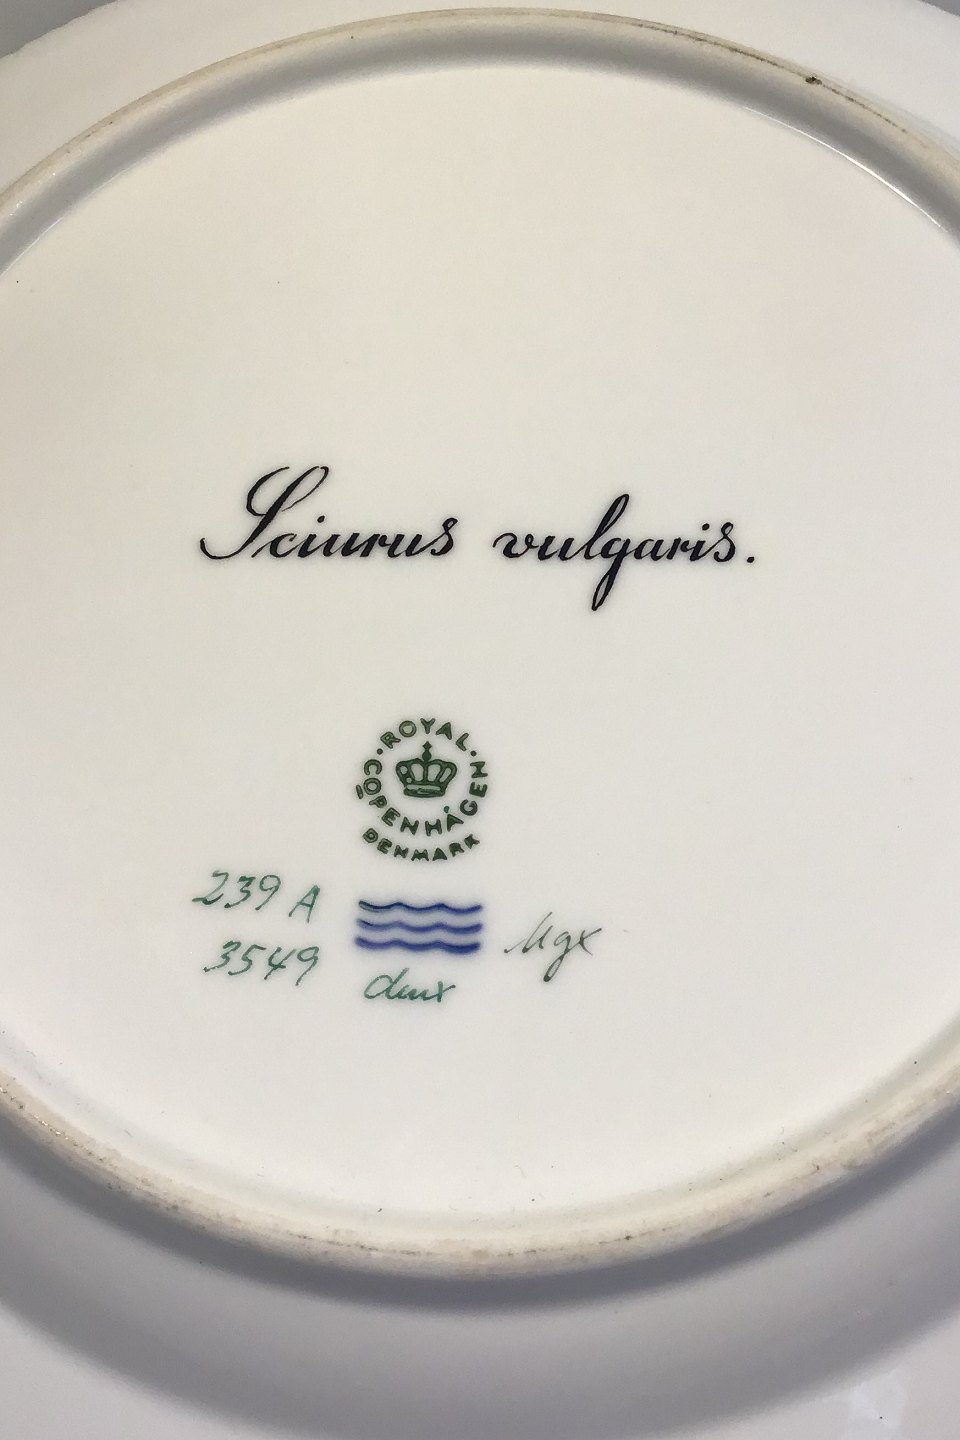 Sciurus vulgaris.
ROYAL
COPENHAGEN
DENMARK
239 A
3549